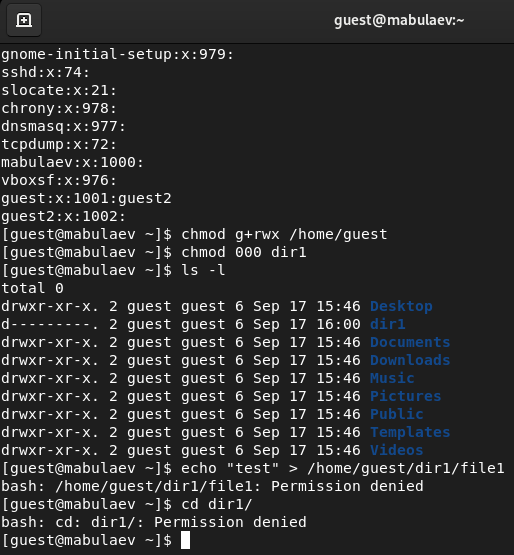 guest@mabulaev:~
gnome-initial-setup:x:979:
sshd:x:74:
slocate:x:21:
chrony:x:978:
dnsmasq:x:977:
tcpdump:x:72:
mabulaev:x:1000:
vboxsf:x:976:
guest:x:1001:guest2
guest2:x:1002:
[guest@mabulaev ~]$ chmod g+rwx /home/guest
[guest@mabulaev ~]$ chmod 000 dir1
[guest@mabulaev ~]$ ls -l
total 0
drwxr-xr-x. 2 guest guest 6 Sep 17 15:46 Desktop
d---------. 2 guest guest 6 Sep 17 16:00 dir1
drwxr-xr-x. 2 guest guest 6 Sep 17 15:46 Documents
drwxr-xr-x. 2 guest guest 6 Sep 17 15:46 Downloads
drwxr-xr-x. 2 guest guest 6 Sep 17 15:46 Music
drwxr-xr-x. 2 guest guest 6 Sep 17 15:46 Pictures
drwxr-xr-x. 2 guest guest 6 Sep 17 15:46 Public
drwxr-xr-x. 2 guest guest 6 Sep 17 15:46 Templates
drwxr-xr-x. 2 guest guest 6 Sep 17 15:46 Videos
[guest@mabulaev ~]$ echo "test" > /home/guest/dir1/file1
bash: /home/guest/dir1/file1: Permission denied
[guest@mabulaev ~]$ cd dir1/
bash: cd: dir1/: Permission denied
[guest@mabulaev ~]$